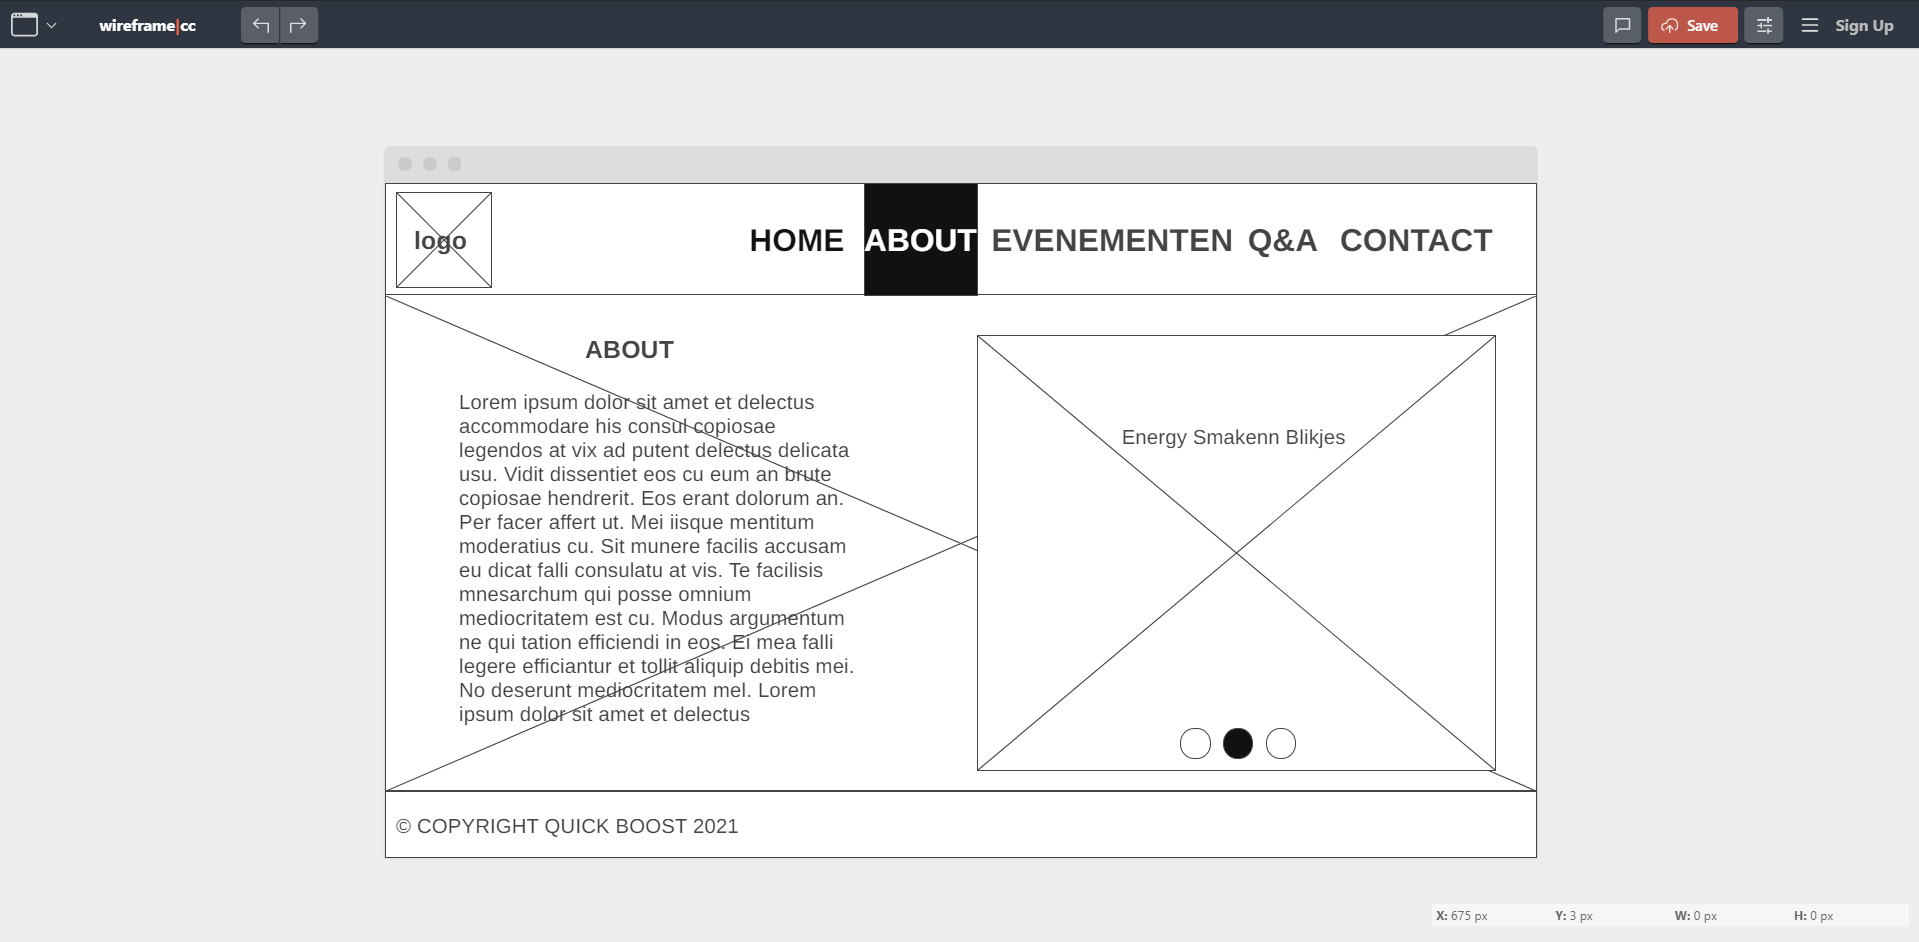 wireframe|cc
Save
Sign Up
logo
HOME ABOUT EVENEMENTEN Q&A CONTACT
ABOUT
Lorem ipsum dolor sit amet et delectus
accommodare his consul copiosae
legendos at vix ad putent delectus delicata
usu. Vidit dissentiet eos cu eum an brute
copiosae hendrerit. Eos erant dolorum an.
Per facer affert ut. Mei iisque mentitum
moderatius cu. Sit munere facilis accusam
eu dicat falli consulatu at vis. Te facilisis
mnesarchum qui posse omnium
mediocritatem est cu. Modus argumentum
ne qui tation efficiendi in eos. Ei mea falli
legere efficiantur et tollit aliquip debitis mei.
No deserunt mediocritatem mel. Lorem
ipsum dolor sit amet et delectus
Energy Smakenn Blikjes
© COPYRIGHT QUICK BOOST 2021
X: 675 px Y: 3 px W: 0 px H: 0 px